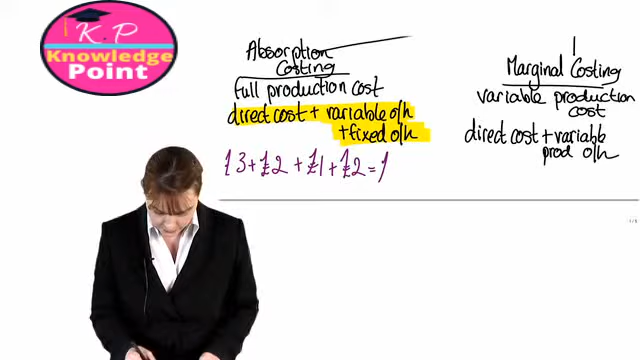 K.P
Knowledge
Point
Absorption
Costing
full production cost
direct cost + variable o/h
+ fixed o/h
£3 + £2 + £1 + £2 =
Marginal Costing
variable production
cost
direct cost + variable
prod o/h